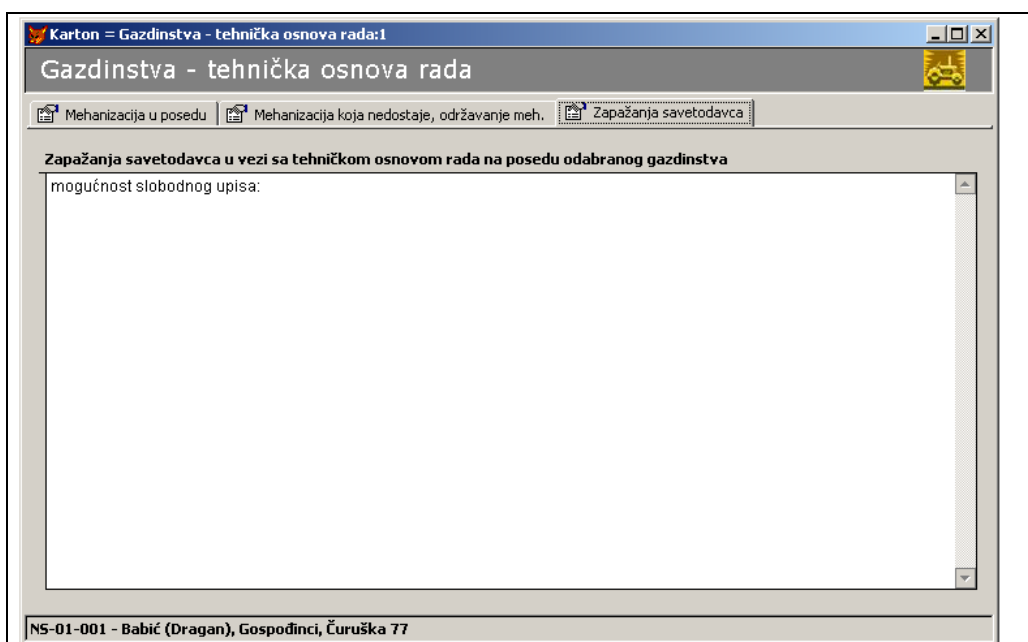 Karton = Gazdinstva - tehnička osnova rada:1
Gazdinstva - tehnička osnova rada
Mehanizacija u posedu Mehanizacija koja nedostaje, održavanje meh. Zapažanja savetodavca
Zapažanja savetodavca u vezi sa tehničkom osnovom rada na posedu odabranog gazdinstva
mogućnost slobodnog upisa:
NS-01-001 - Babić (Dragan), Gospođinci, Čuruška 77